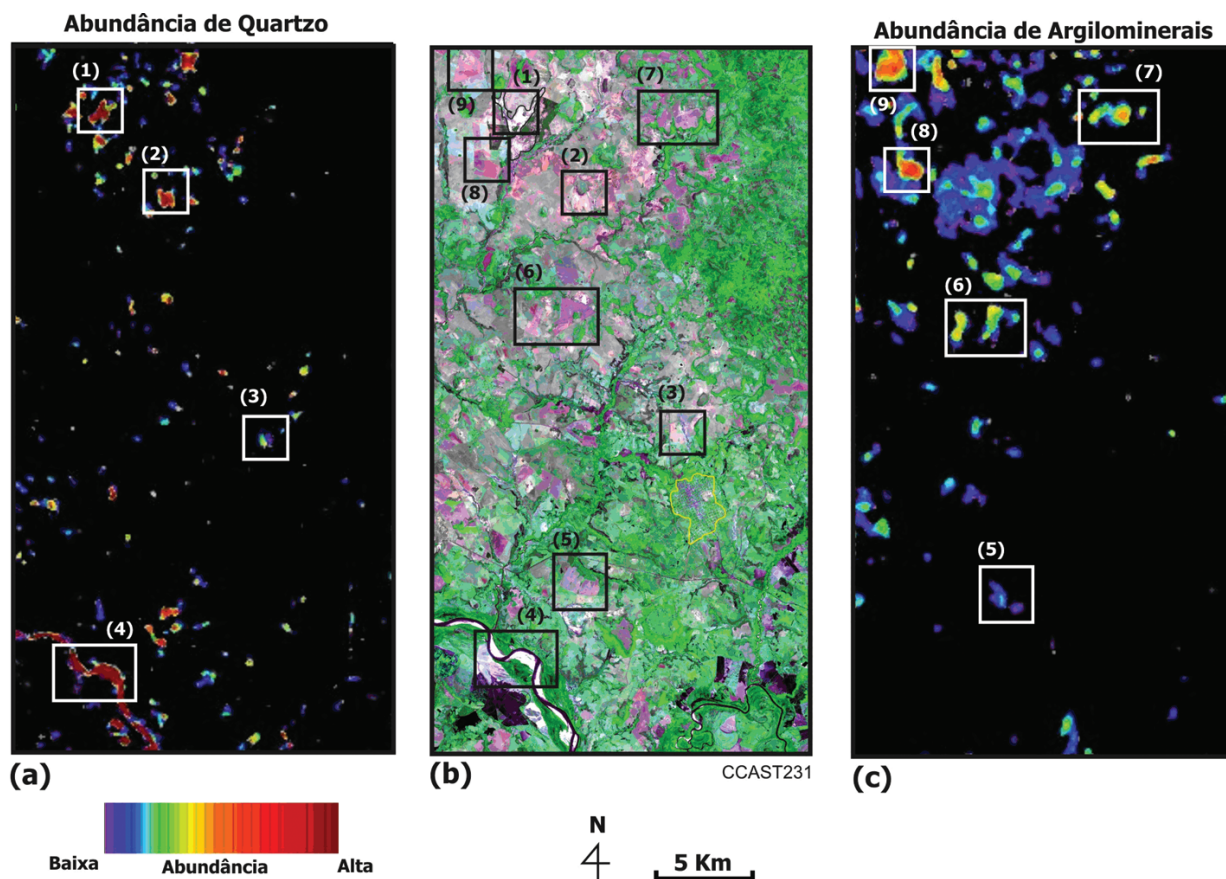 Abundância de Quartzo
(1)
(2)
(3)
(4)
(a)
(1)
(7)
(9)
(2)
(8)
(6)
(3)
(5)
(4)
(b)
CCAST231
Abundância de Argilominerais
(7)
(9)
(8)
(6)
(5)
(c)
Baixa
Abundância
Alta
N
5 Km